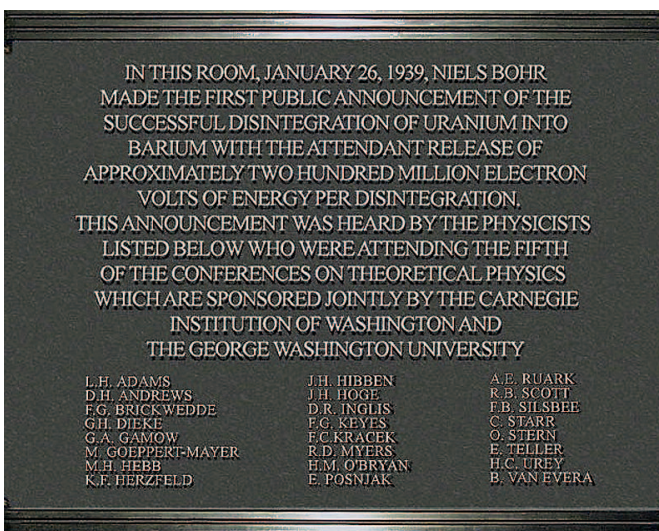 IN THIS ROOM, JANUARY 26, 1939, NIELS BOHR
MADE THE FIRST PUBLIC ANNOUNCEMENT OF THE
SUCCESSFUL DISINTEGRATION OF URANIUM INTO
BARIUM WITH THE ATTENDANT RELEASE OF
APPROXIMATELY TWO HUNDRED MILLION ELECTRON
VOLTS OF ENERGY PER DISINTEGRATION.
THIS ANNOUNCEMENT WAS HEARD BY THE PHYSICISTS
LISTED BELOW WHO WERE ATTENDING THE FIFTH
OF THE CONFERENCES ON THEORETICAL PHYSICS
WHICH ARE SPONSORED JOINTLY BY THE CARNEGIE
INSTITUTION OF WASHINGTON AND
THE GEORGE WASHINGTON UNIVERSITY
L.H. ADAMS
D.H. ANDREWS
F.G. BRICKWEDDE
G.H. DIEKE
G.A. GAMOW
M. GOEPPERT-MAYER
M.H. HEBB
K.F. HERZFELD
J.H. HIBBEN
J.H. HOGE
D.R. INGLIS
F.G. KEYES
F.C.KRACEK
R.D. MYERS
H.M. O'BRYAN
E. POSNJAK
A.E. RUARK
R.B. SCOTT
F.B. SILSBEE
C. STARR
O. STERN
E. TELLER
H.C. UREY
B. VAN EVERA